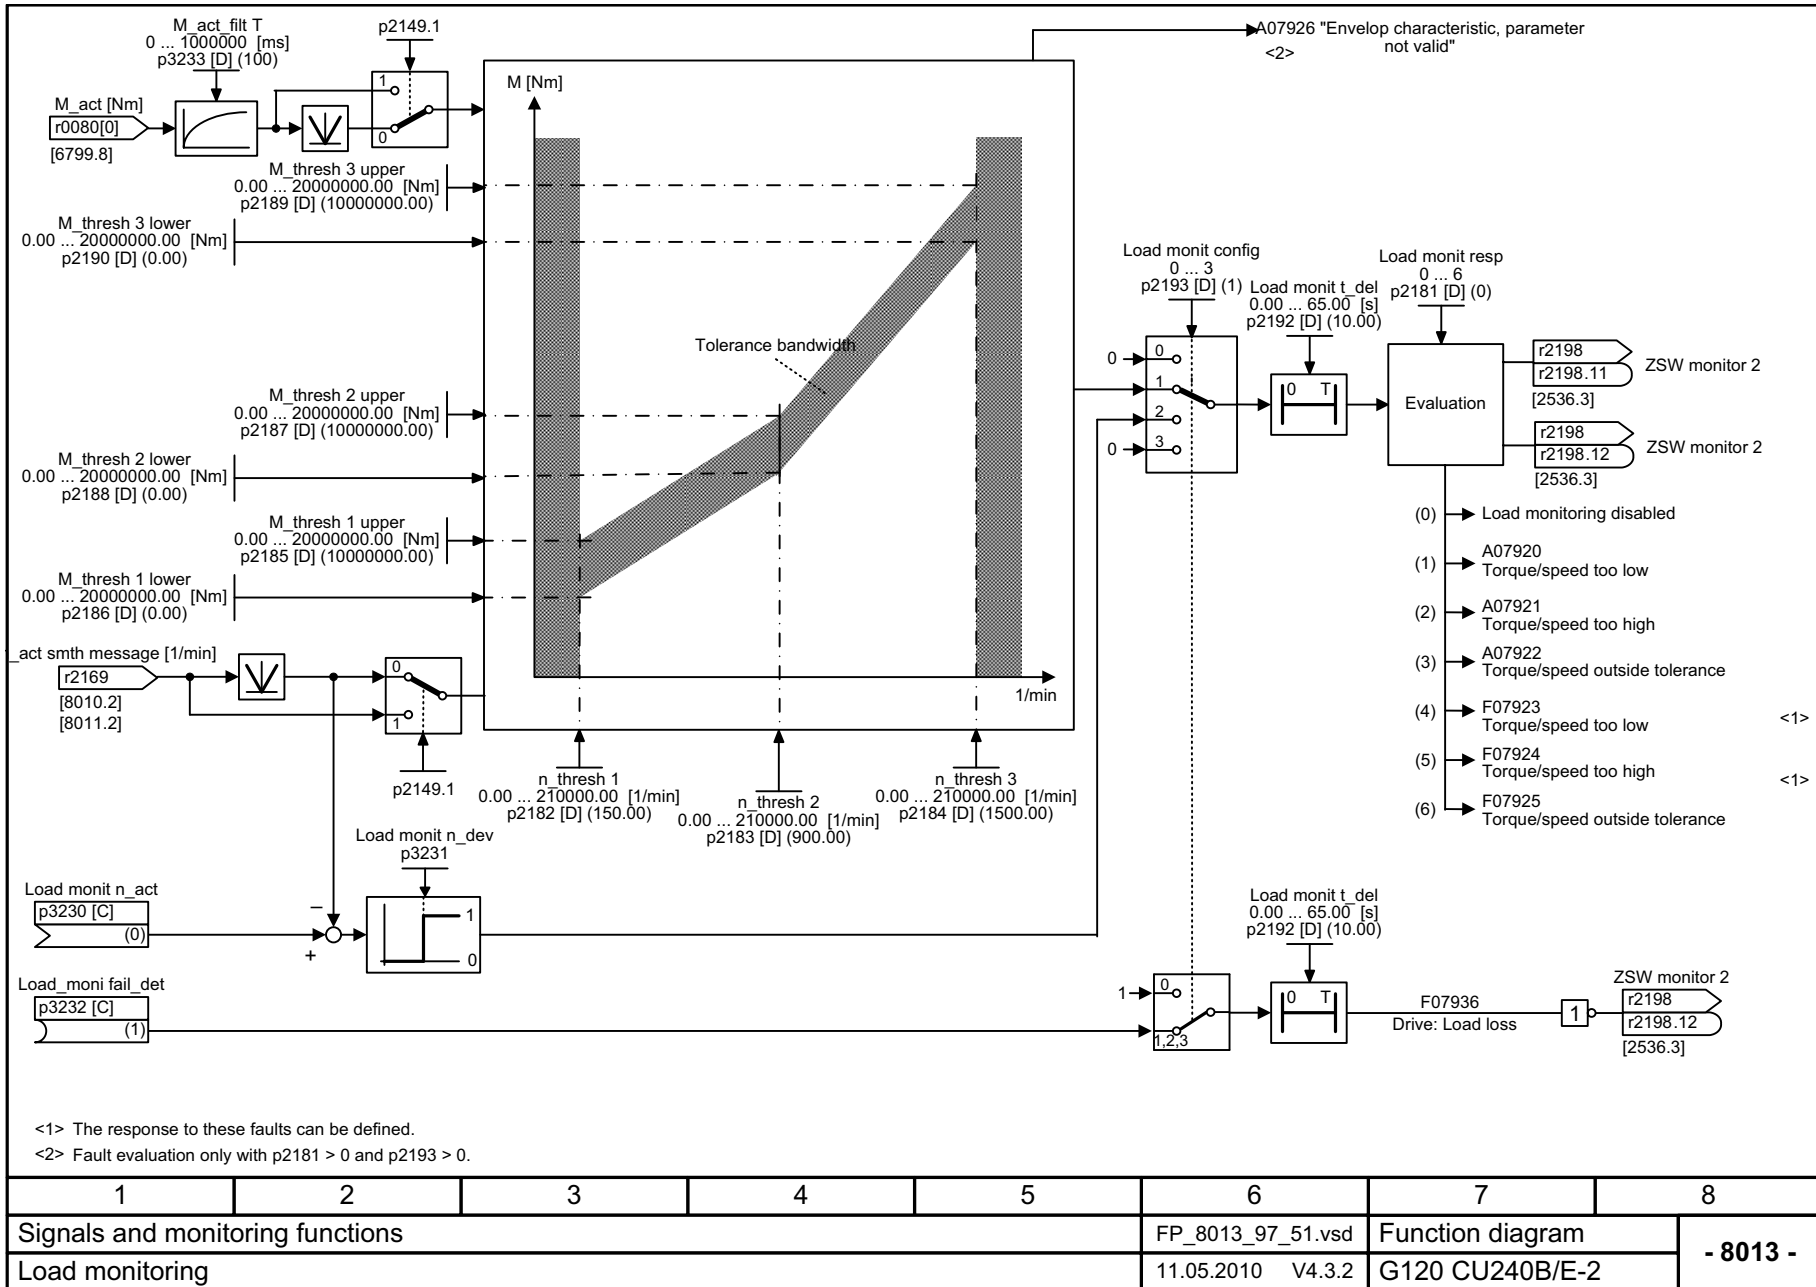 M_act_filt T
0 ... 1000000 [ms]
p3233 [D] (100)
p2149.1
A07926 "Envelop characteristic, parameter
not valid"
<2>
M_act [Nm]
r0080[0]
[6799.8]
1
0
M [Nm]
M_thresh 3 upper
0.00 ... 20000000.00 [Nm]
p2189 [D] (10000000.00)
M_thresh 3 lower
0.00 ... 20000000.00 [Nm]
p2190 [D] (0.00)
Tolerance bandwidth
M_thresh 2 upper
0.00 ... 20000000.00 [Nm]
p2187 [D] (10000000.00)
M_thresh 2 lower
0.00 ... 20000000.00 [Nm]
p2188 [D] (0.00)
M_thresh 1 upper
0.00 ... 20000000.00 [Nm]
p2185 [D] (10000000.00)
M_thresh 1 lower
0.00 ... 20000000.00 [Nm]
p2186 [D] (0.00)
_act smth message [1/min]
r2169
[8010.2]
[8011.2]
0
1
p2149.1
1/min
n_thresh 1
0.00 ... 210000.00 [1/min]
p2182 [D] (150.00)
n_thresh 2
0.00 ... 210000.00 [1/min]
p2183 [D] (900.00)
n_thresh 3
0.00 ... 210000.00 [1/min]
p2184 [D] (1500.00)
Load monit config
0 ... 3
p2193 [D] (1)
Load monit t_del
0.00 ... 65.00 [s]
p2192 [D] (10.00)
Load monit resp
0 ... 6
p2181 [D] (0)
0
0
1
2
0
3
0 T
Evaluation
r2198
r2198.11
ZSW monitor 2
[2536.3]
r2198
r2198.12
ZSW monitor 2
[2536.3]
(0) Load monitoring disabled
(1) A07920
Torque/speed too low
(2) A07921
Torque/speed too high
(3) A07922
Torque/speed outside tolerance
(4) F07923
Torque/speed too low
<1>
(5) F07924
Torque/speed too high
<1>
(6) F07925
Torque/speed outside tolerance
Load monit n_dev
p3231
1
0
Load monit n_act
p3230 [C]
(0)
–
+
Load_moni fail_det
p3232 [C]
(1)
1
0
1,2,3
Load monit t_del
0.00 ... 65.00 [s]
p2192 [D] (10.00)
0 T
F07936
Drive: Load loss
1
ZSW monitor 2
r2198
r2198.12
[2536.3]
<1> The response to these faults can be defined.
<2> Fault evaluation only with p2181 > 0 and p2193 > 0.
1 2 3 4 5 6 7 8
Signals and monitoring functions
FP_8013_97_51.vsd
Function diagram
- 8013 -
Load monitoring
11.05.2010 V4.3.2
G120 CU240B/E-2